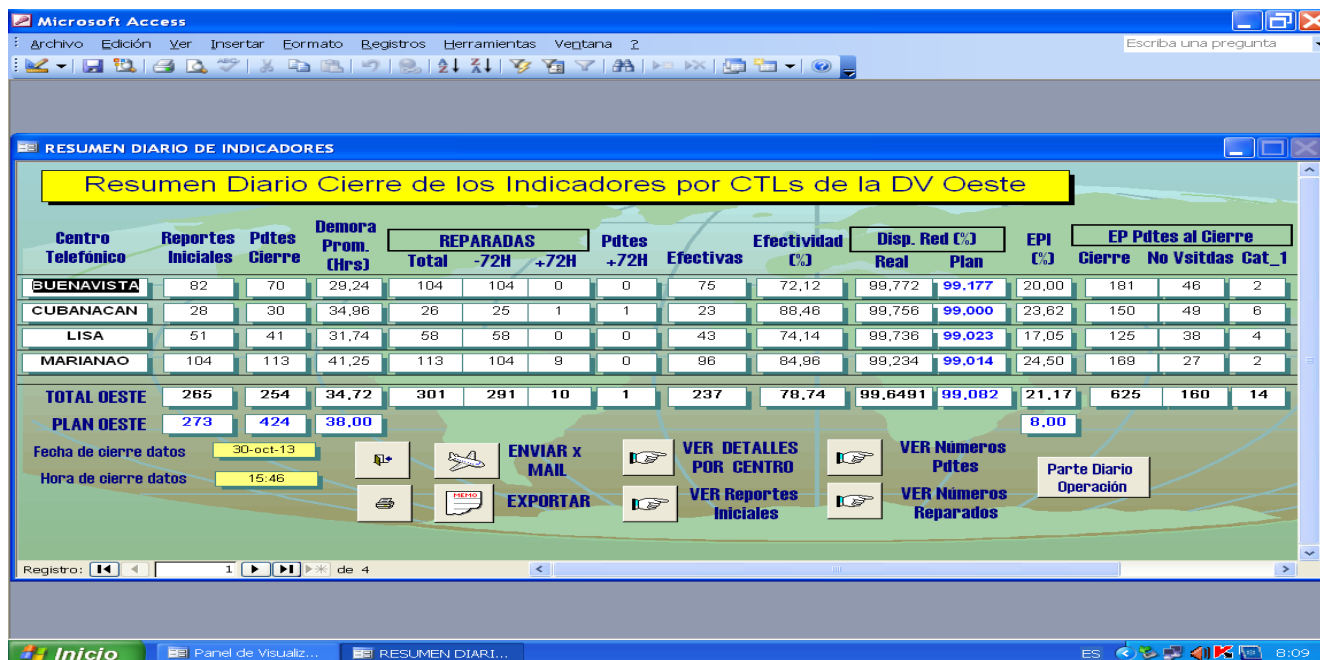 Microsoft Access
Archivo Edición Ver Insertar Formato Registros Herramientas Ventana ? Escriba una pregunta
RESUMEN DIARIO DE INDICADORES
Resumen Diario Cierre de los Indicadores por CTLs de la DV Oeste
Centro Telefónico Reportes Iniciales Pdtes Cierre Demora Prom. (Hrs) REPARADAS Total -72H +72H Pdtes +72H Efectivas Efectividad (%) Disp. Red (%) Real Plan EPI (%) EP Pdtes al Cierre Cierre No Vsitdas Cat_1
BUENAVISTA 82 70 29,24 104 104 0 0 75 72,12 99,772 99,177 20,00 181 46 2
CUBANACAN 28 30 34,96 26 25 1 1 23 88,46 99,756 99,000 23,62 150 49 6
LISA 51 41 31,74 58 58 0 0 43 74,14 99,736 99,023 17,05 125 38 4
MARIANAO 104 113 41,25 113 104 9 0 96 84,96 99,234 99,014 24,50 169 27 2
TOTAL OESTE 265 254 34,72 301 291 10 1 237 78,74 99,6491 99,082 21,17 625 160 14
PLAN OESTE 273 424 38,00 8,00
Fecha de cierre datos 30-oct-13
Hora de cierre datos 15:46
ENVIAR x MAIL
VER DETALLES POR CENTRO
VER Números Pdtes
Parte Diario Operación
MEMO
EXPORTAR
VER Reportes Iniciales
VER Números Reparados
Registro: 1 de 4
Inicio Panel de Visualiz... RESUMEN DIARI... ES 8:09